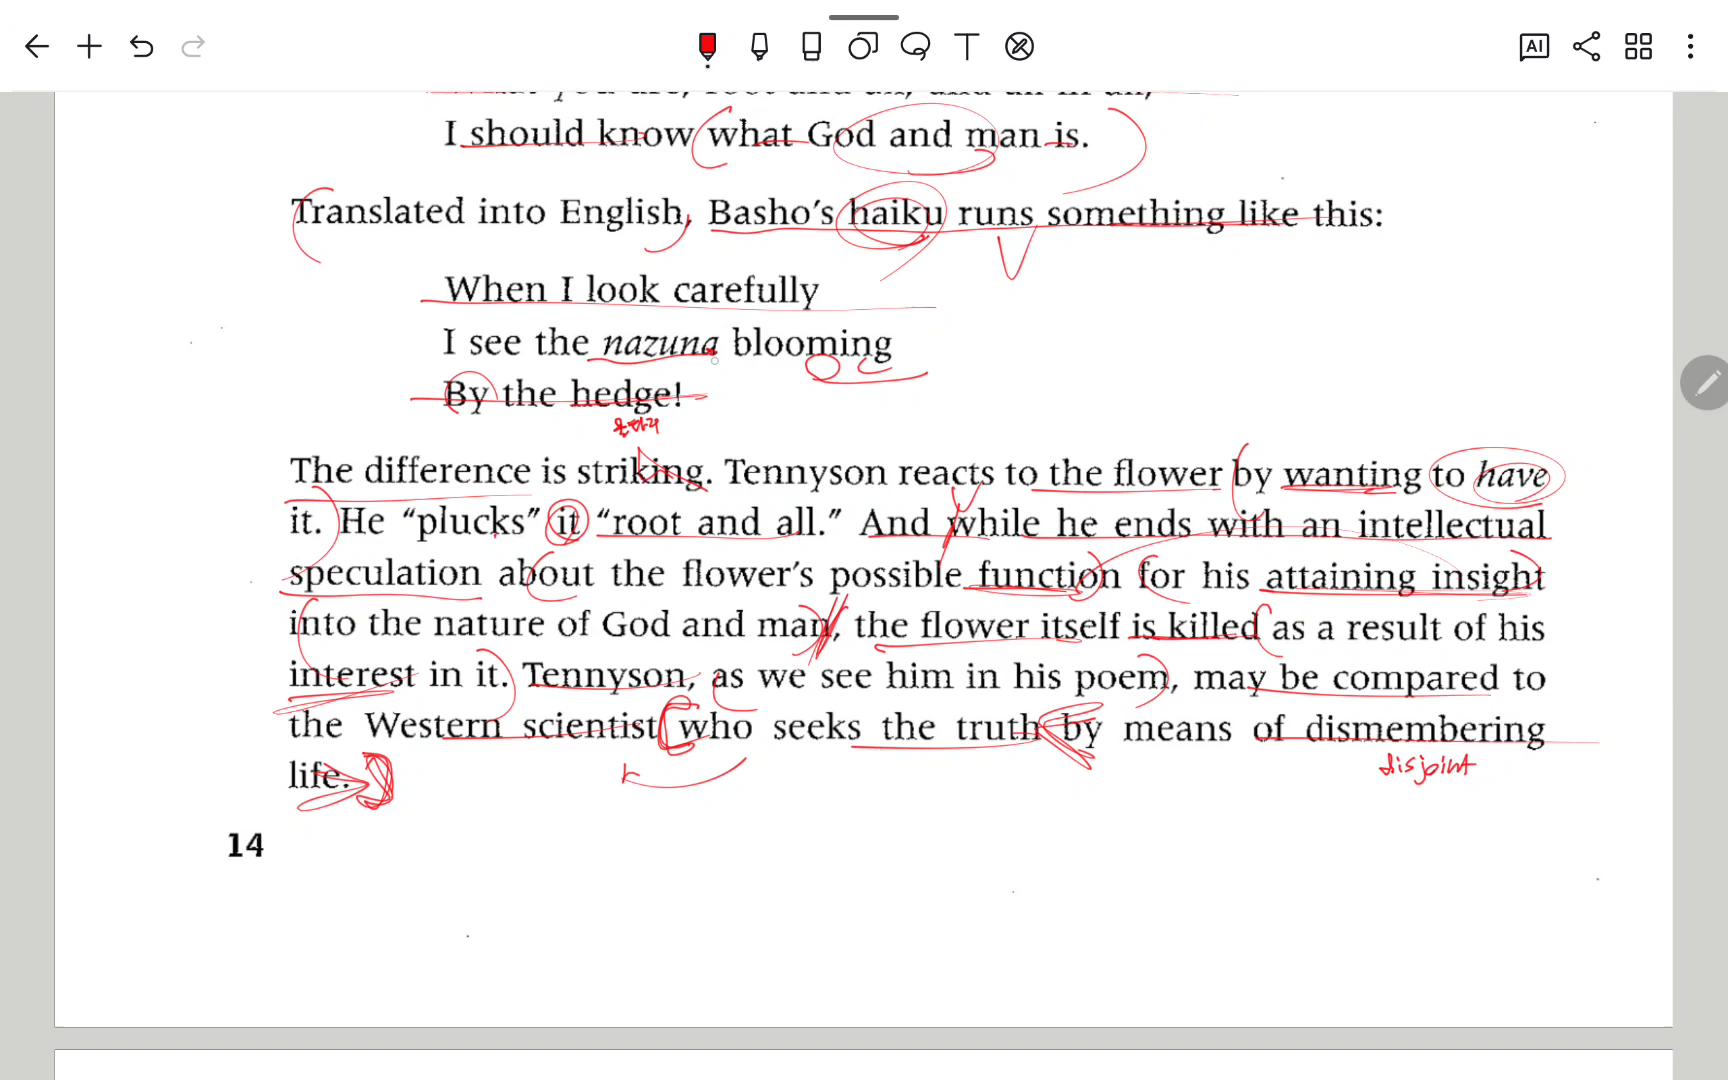 AI
I should know what God and man is.
Translated into English, Basho's haiku runs something like this:
When I look carefully
I see the nazuna blooming
By the hedge!
울타리
The difference is striking. Tennyson reacts to the flower by wanting to have
it. He "plucks" it "root and all." And while he ends with an intellectual
speculation about the flower's possible function for his attaining insight
into the nature of God and man, the flower itself is killed as a result of his
interest in it. Tennyson, as we see him in his poem, may be compared to
the Western scientist who seeks the truth by means of dismembering
disjoint
life.
14